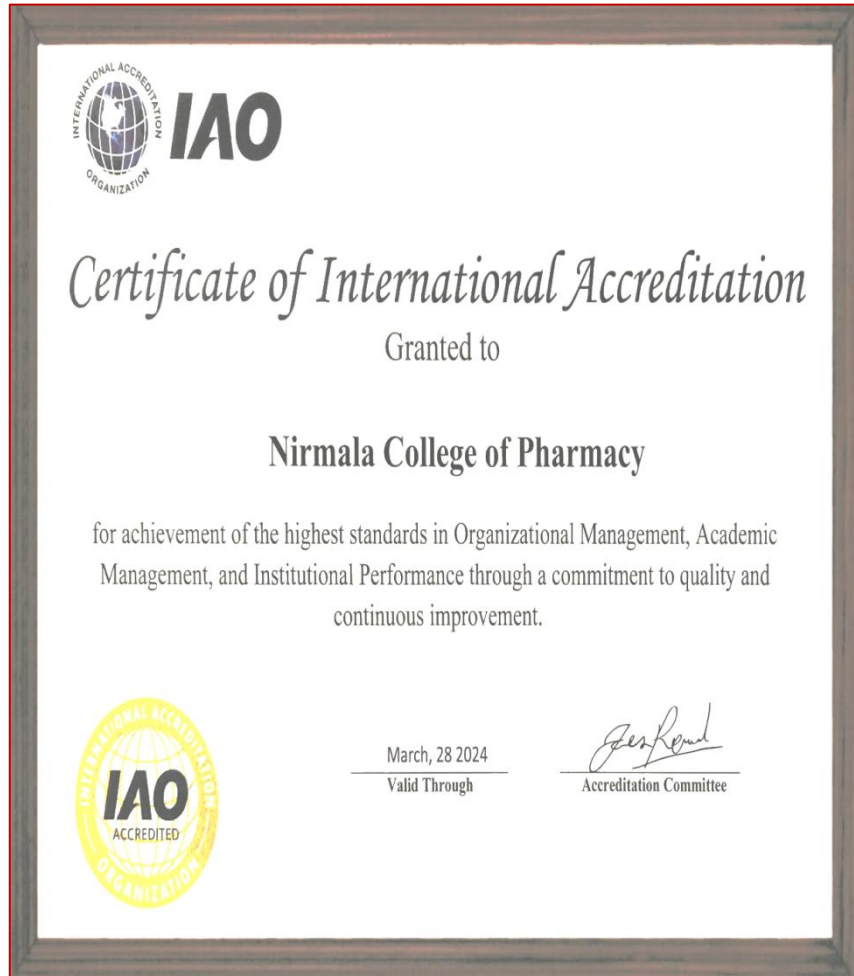 INTERNATIONAL ACCREDITATION
ORGANIZATION
IAO
Certificate of International Accreditation
Granted to
Nirmala College of Pharmacy
for achievement of the highest standards in Organizational Management, Academic
Management, and Institutional Performance through a commitment to quality and
continuous improvement.
INTERNATIONAL ACCREDITATION
IAO
ACCREDITED
ORGANIZATION
March, 28 2024
Valid Through
Accreditation Committee